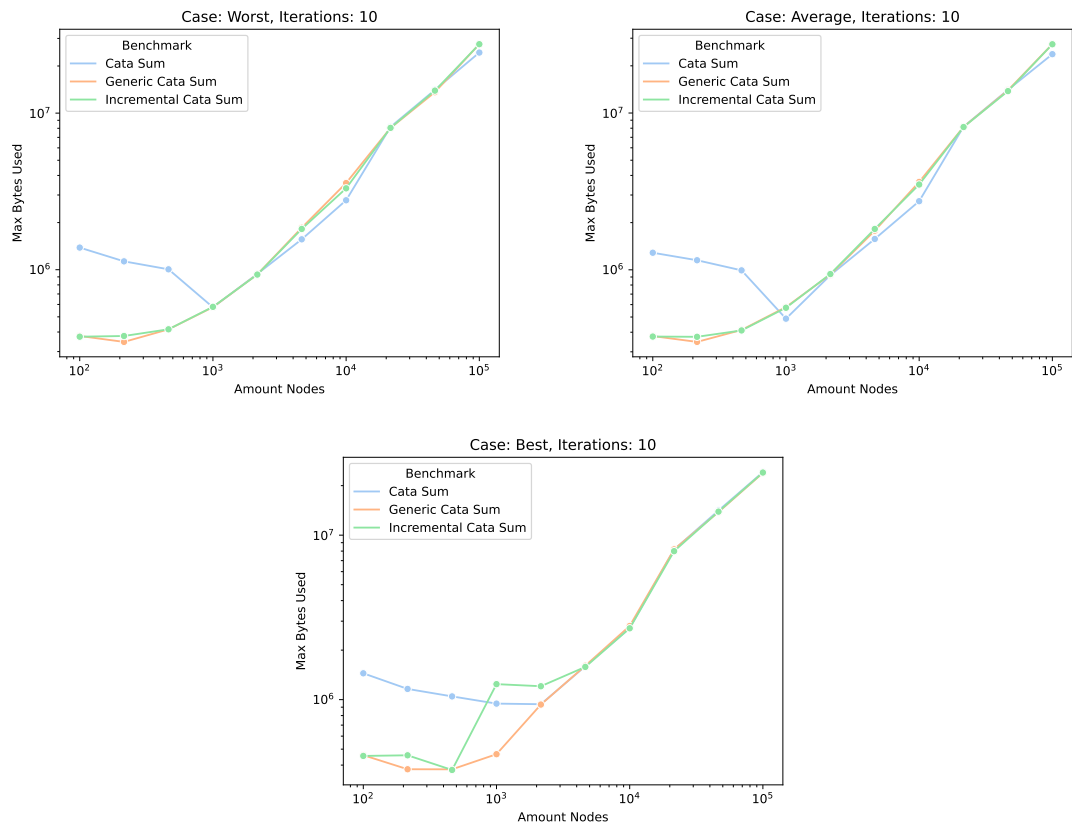 Case: Worst, Iterations: 10
Benchmark
Cata Sum
Generic Cata Sum
Incremental Cata Sum
Max Bytes Used
10⁷
10⁶
10² 10³ 10⁴ 10⁵
Amount Nodes
Case: Average, Iterations: 10
Benchmark
Cata Sum
Generic Cata Sum
Incremental Cata Sum
Max Bytes Used
10⁷
10⁶
10² 10³ 10⁴ 10⁵
Amount Nodes
Case: Best, Iterations: 10
Benchmark
Cata Sum
Generic Cata Sum
Incremental Cata Sum
Max Bytes Used
10⁷
10⁶
10² 10³ 10⁴ 10⁵
Amount Nodes